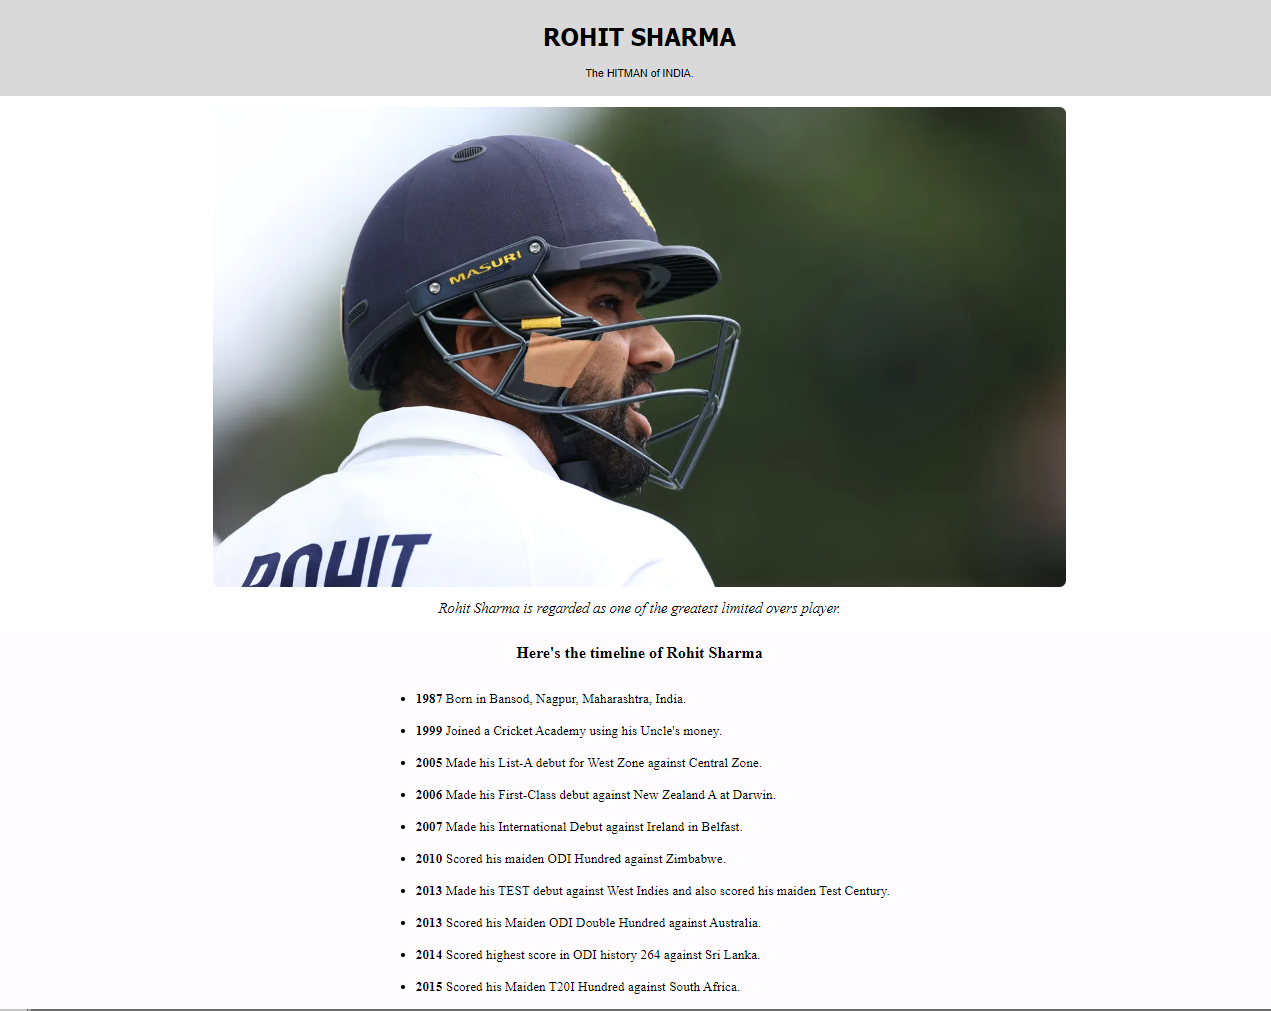 ROHIT SHARMA
The HITMAN of INDIA.
MASURI
ROHIT
Rohit Sharma is regarded as one of the greatest limited overs player.
Here's the timeline of Rohit Sharma
1987 Born in Bansod, Nagpur, Maharashtra, India.
1999 Joined a Cricket Academy using his Uncle's money.
2005 Made his List-A debut for West Zone against Central Zone.
2006 Made his First-Class debut against New Zealand A at Darwin.
2007 Made his International Debut against Ireland in Belfast.
2010 Scored his maiden ODI Hundred against Zimbabwe.
2013 Made his TEST debut against West Indies and also scored his maiden Test Century.
2013 Scored his Maiden ODI Double Hundred against Australia.
2014 Scored highest score in ODI history 264 against Sri Lanka.
2015 Scored his Maiden T20I Hundred against South Africa.